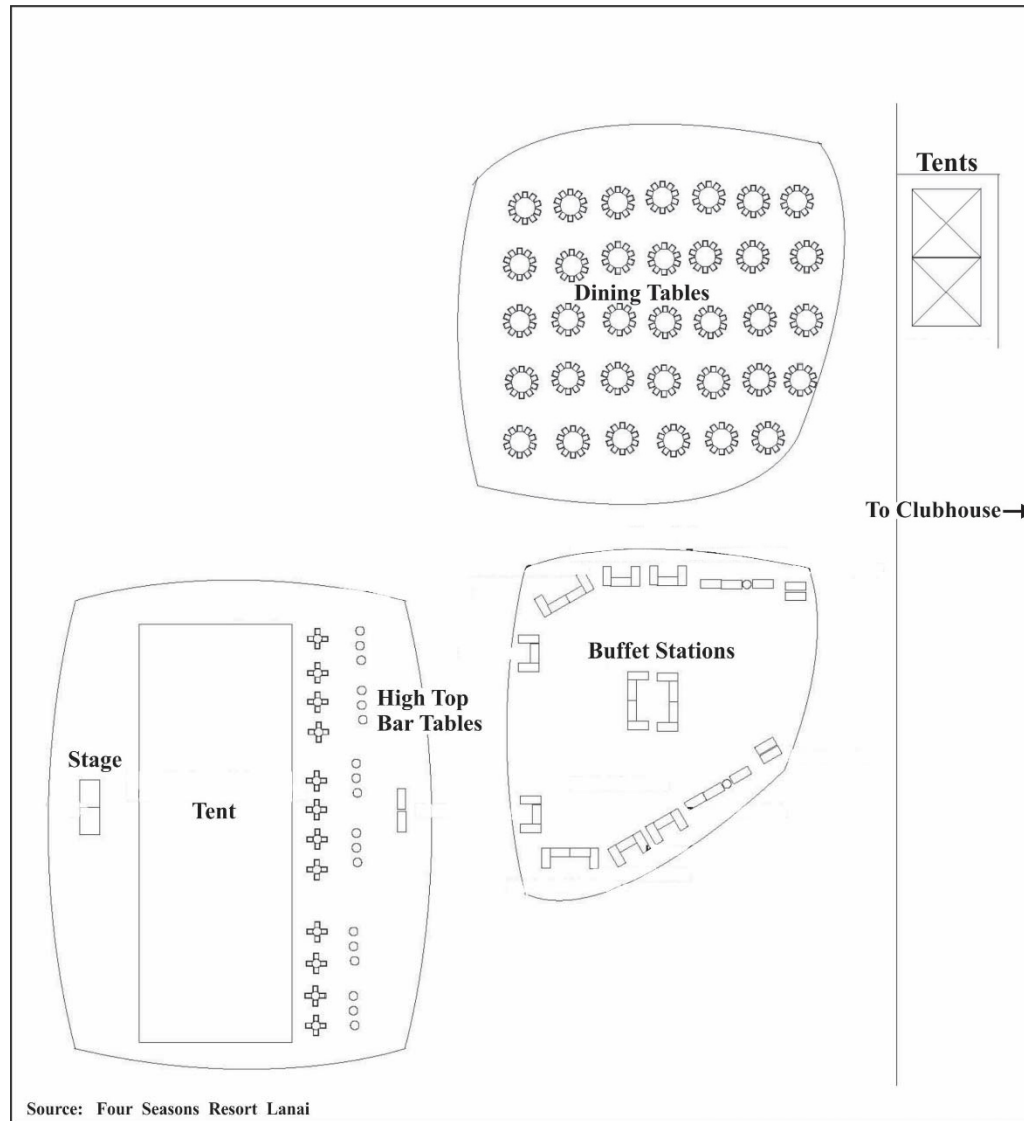 Tents
Dining Tables
To Clubhouse
Buffet Stations
High Top
Bar Tables
Stage
Tent
Source: Four Seasons Resort Lanai